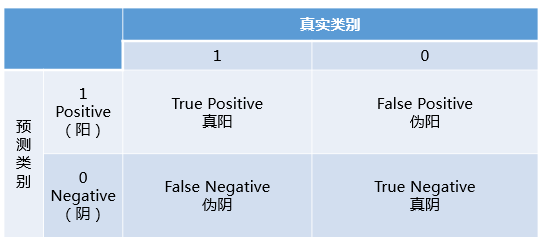 真实类别
1
0
预测类别
1
Positive
（阳）
True Positive
真阳
False Positive
伪阳
0
Negative
（阴）
False Negative
伪阴
True Negative
真阴